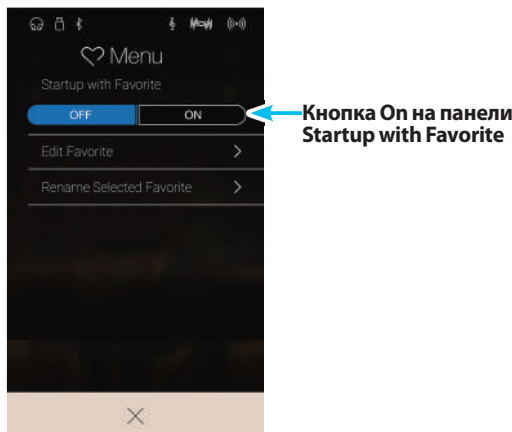 Menu
Startup with Favorite
OFF ON
Кнопка On на панели
Startup with Favorite
Edit Favorite
Rename Selected Favorite